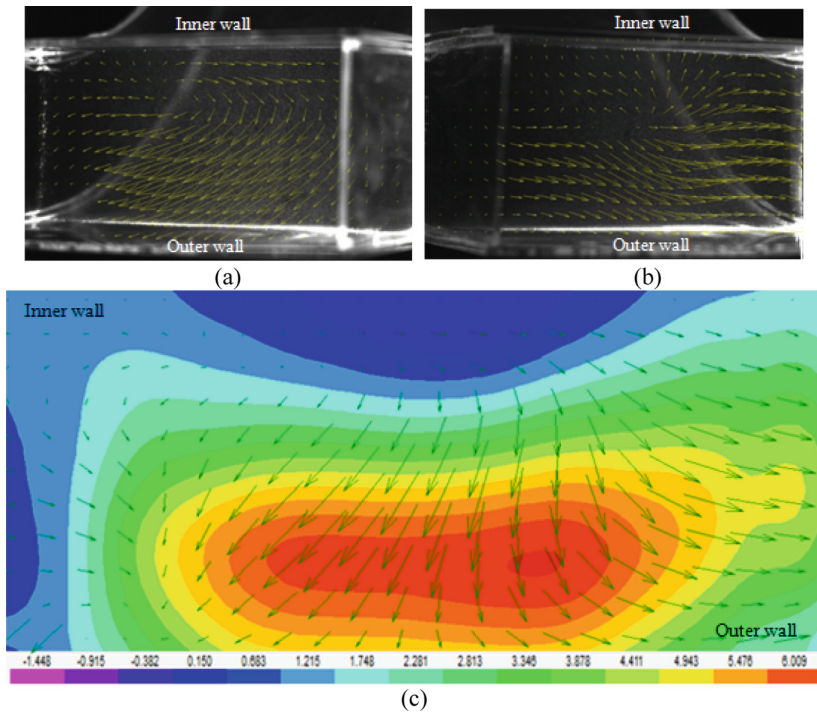 Inner wall
Inner wall
Outer wall
Outer wall
(a)
(b)
Inner wall
Outer wall
-1.448 -0.915 -0.382 0.150 0.683 1.215 1.748 2.281 2.813 3.346 3.878 4.411 4.943 5.476 6.009
(c)